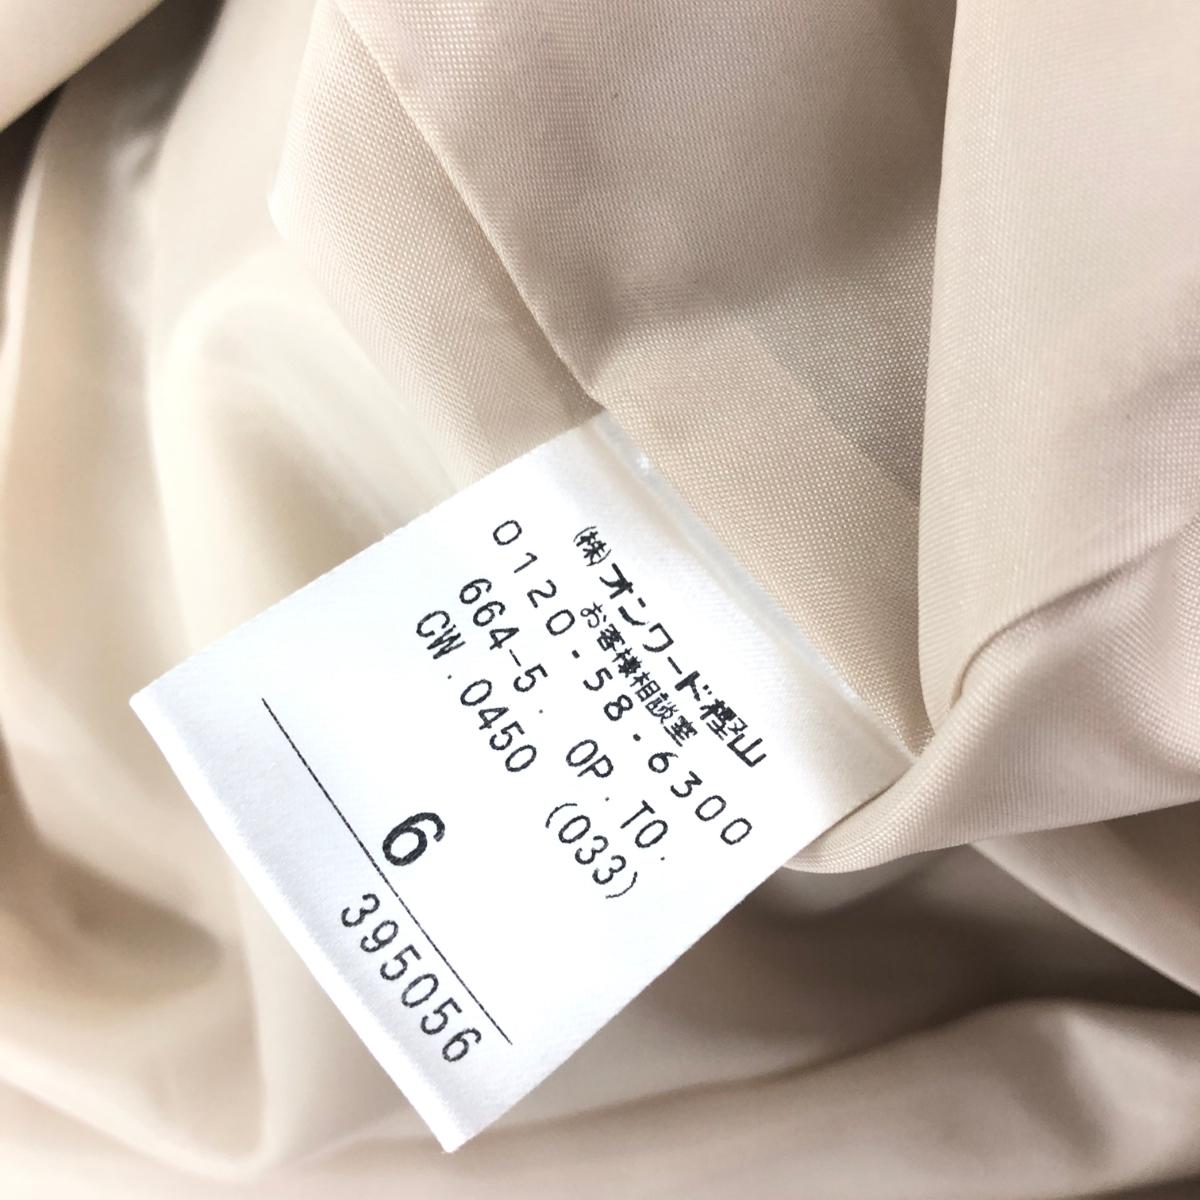 (株)オンワード樫山
お客様相談室
0120・58・6300
664-5. OP.TO.
CW.0450 (033)
6
395056